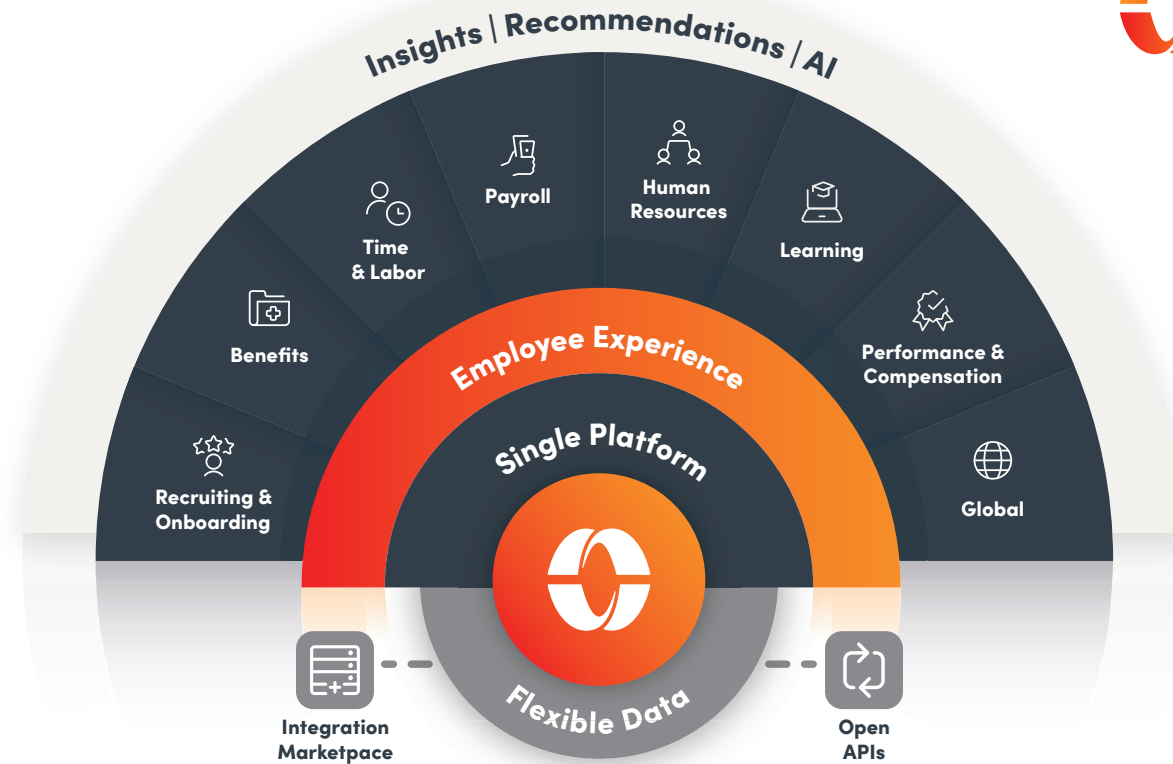 Insights | Recommendations | AI
Payroll
Human
Resources
Time
& Labor
Learning
Benefits
Performance &
Compensation
Recruiting &
Onboarding
Global
Employee Experience
Single Platform
Flexible Data
Integration
Marketpace
Open
APIs